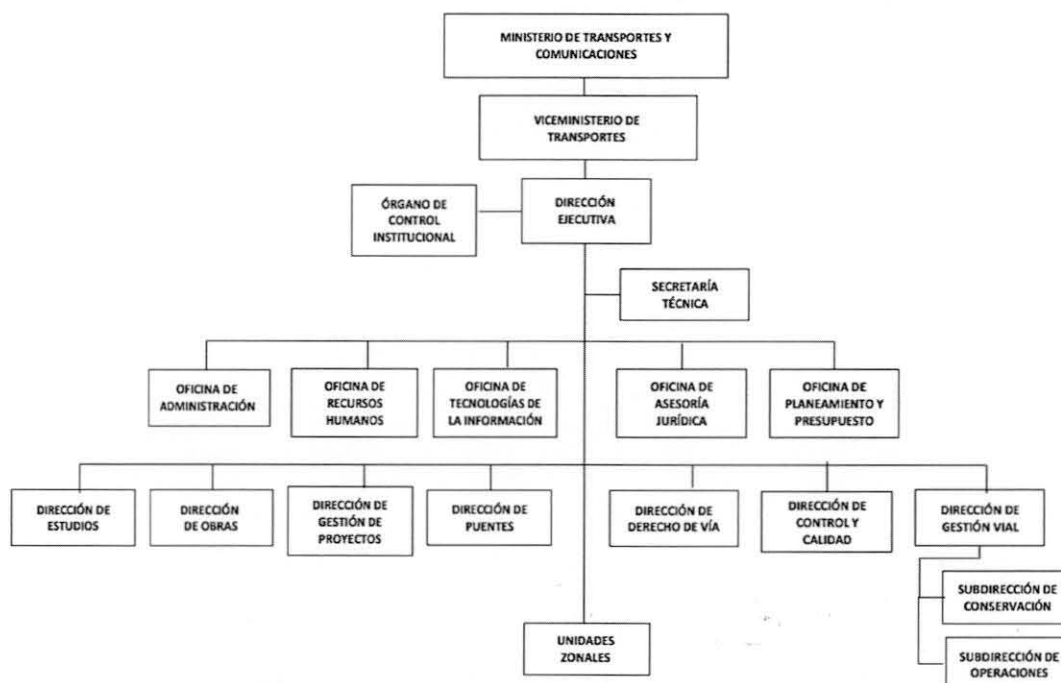 MINISTERIO DE TRANSPORTES Y
COMUNICACIONES
VICEMINISTERIO DE
TRANSPORTES
ÓRGANO DE
CONTROL
INSTITUCIONAL
DIRECCIÓN
EJECUTIVA
SECRETARÍA
TÉCNICA
OFICINA DE
ADMINISTRACIÓN
OFICINA DE
RECURSOS
HUMANOS
OFICINA DE
TECNOLOGÍAS DE
LA INFORMACIÓN
OFICINA DE
ASESORÍA
JURÍDICA
OFICINA DE
PLANEAMIENTO Y
PRESUPUESTO
DIRECCIÓN DE
ESTUDIOS
DIRECCIÓN
DE OBRAS
DIRECCIÓN DE
GESTIÓN DE
PROYECTOS
DIRECCIÓN DE
PUENTES
DIRECCIÓN DE
DERECHO DE VÍA
DIRECCIÓN DE
CONTROL Y
CALIDAD
DIRECCIÓN DE
GESTIÓN VIAL
SUBDIRECCIÓN DE
CONSERVACIÓN
UNIDADES
ZONALES
SUBDIRECCIÓN DE
OPERACIONES